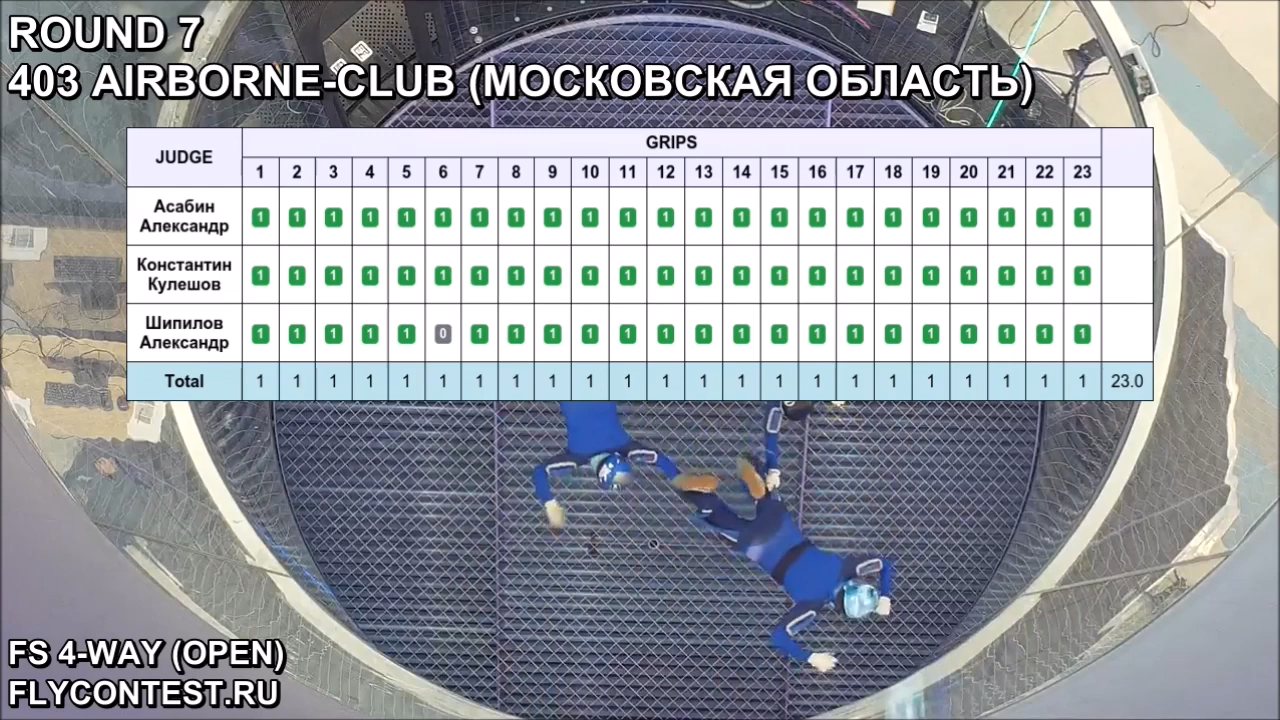 ROUND 7
403 AIRBORNE-CLUB (МОСКОВСКАЯ ОБЛАСТЬ)
JUDGE
GRIPS
1 2 3 4 5 6 7 8 9 10 11 12 13 14 15 16 17 18 19 20 21 22 23
Асабин
Александр
1 1 1 1 1 1 1 1 1 1 1 1 1 1 1 1 1 1 1 1 1 1 1
Константин
Кулешов
1 1 1 1 1 1 1 1 1 1 1 1 1 1 1 1 1 1 1 1 1 1 1
Шипилов
Александр
1 1 1 1 1 0 1 1 1 1 1 1 1 1 1 1 1 1 1 1 1 1 1
Total 1 1 1 1 1 1 1 1 1 1 1 1 1 1 1 1 1 1 1 1 1 1 1 23.0
FS 4-WAY (OPEN)
FLYCONTEST.RU